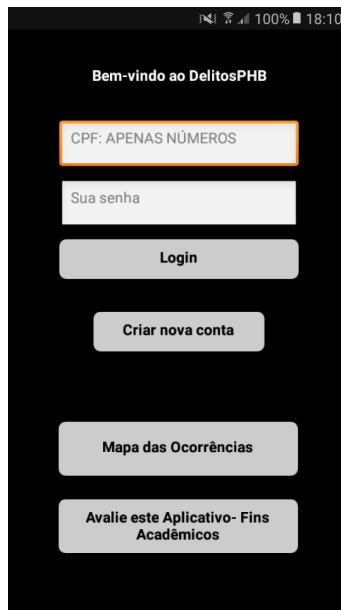 100% 18:10
Bem-vindo ao DelitosPHB
CPF: APENAS NÚMEROS
Sua senha
Login
Criar nova conta
Mapa das Ocorrências
Avalie este Aplicativo- Fins
Acadêmicos